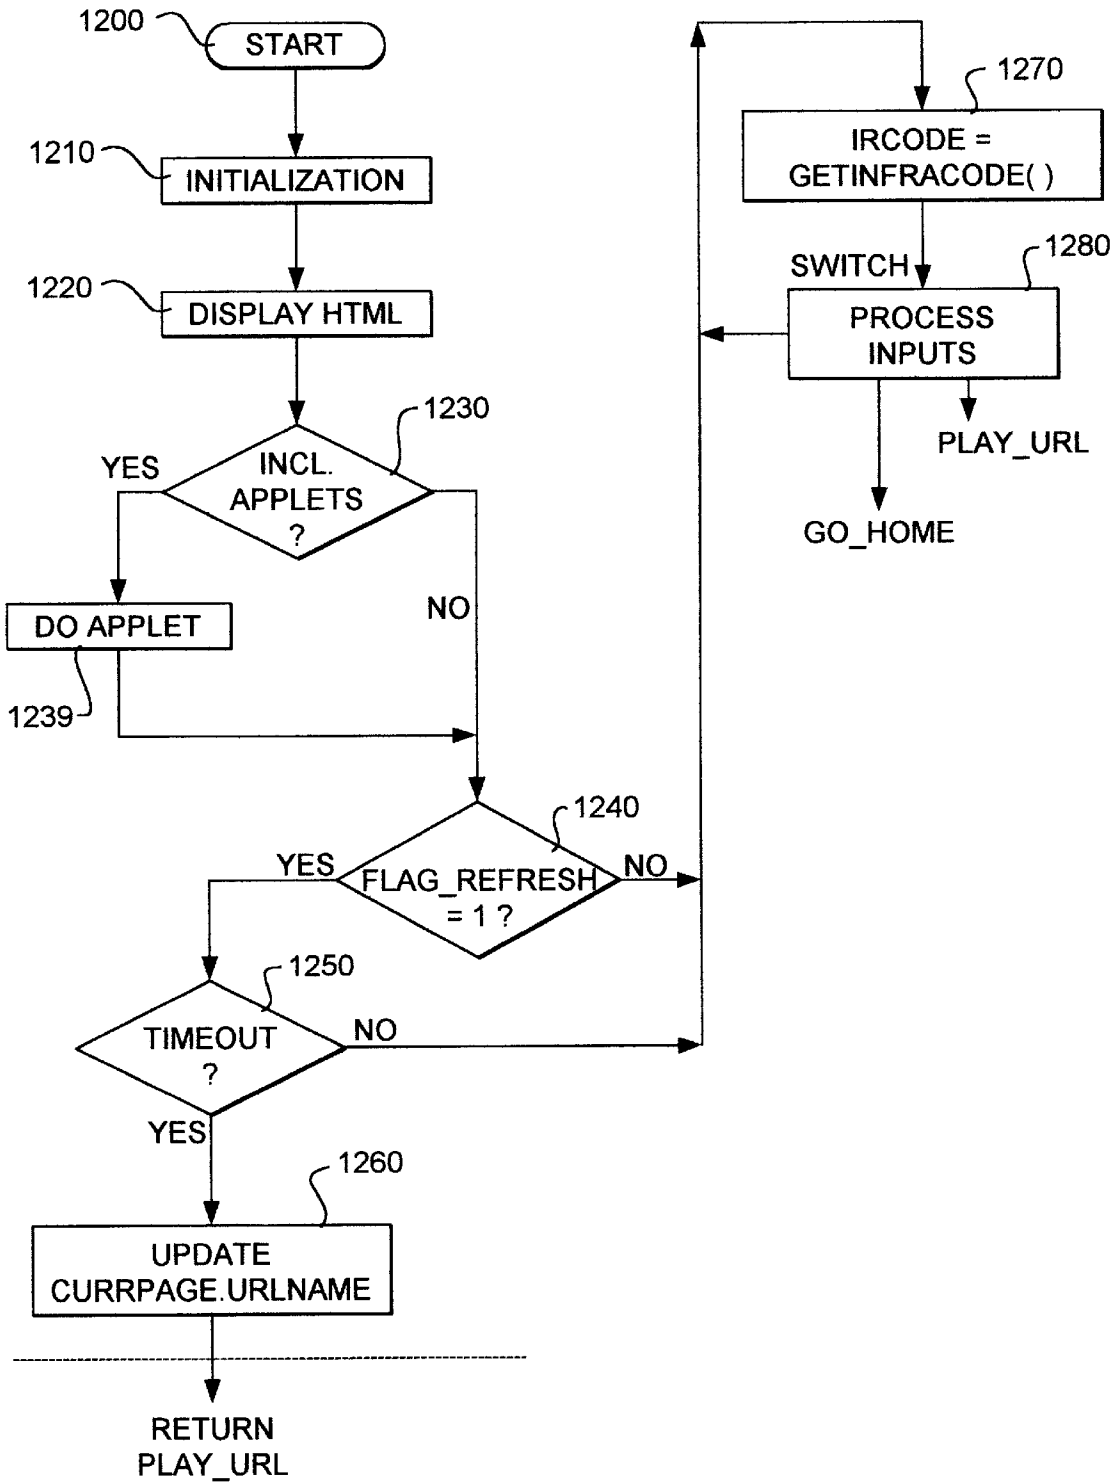 1200
START
1210
INITIALIZATION
1220
DISPLAY HTML
1230
YES
INCL.
APPLETS
?
NO
DO APPLET
1239
1240
YES
FLAG_REFRESH
= 1 ?
NO
1250
TIMEOUT
?
NO
YES
1260
UPDATE
CURRPAGE.URLNAME
RETURN
PLAY_URL
1270
IRCODE =
GETINFRACODE( )
1280
SWITCH
PROCESS
INPUTS
PLAY_URL
GO_HOME